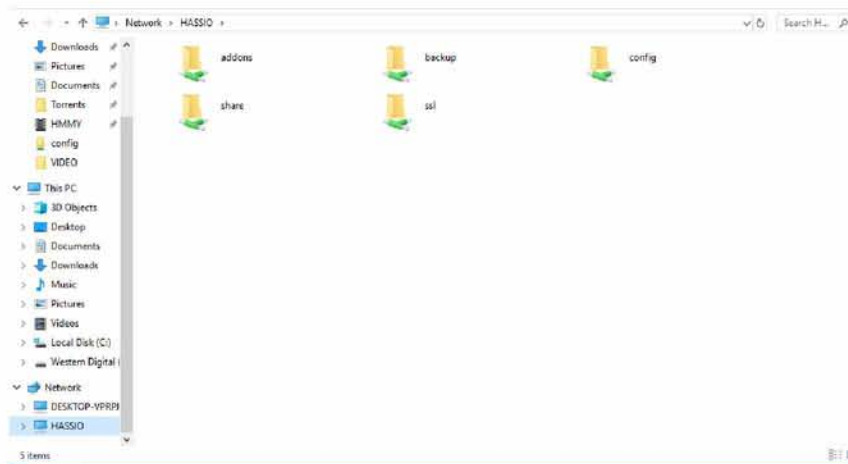 Network › HASSIO ›
Search H...
Downloads
Pictures
Documents
Torrents
HMMY
config
VIDEO
This PC
3D Objects
Desktop
Documents
Downloads
Music
Pictures
Videos
Local Disk (C:)
Western Digital (
Network
DESKTOP-VPRPI
HASSIO
addons
backup
config
share
ssl
5 items